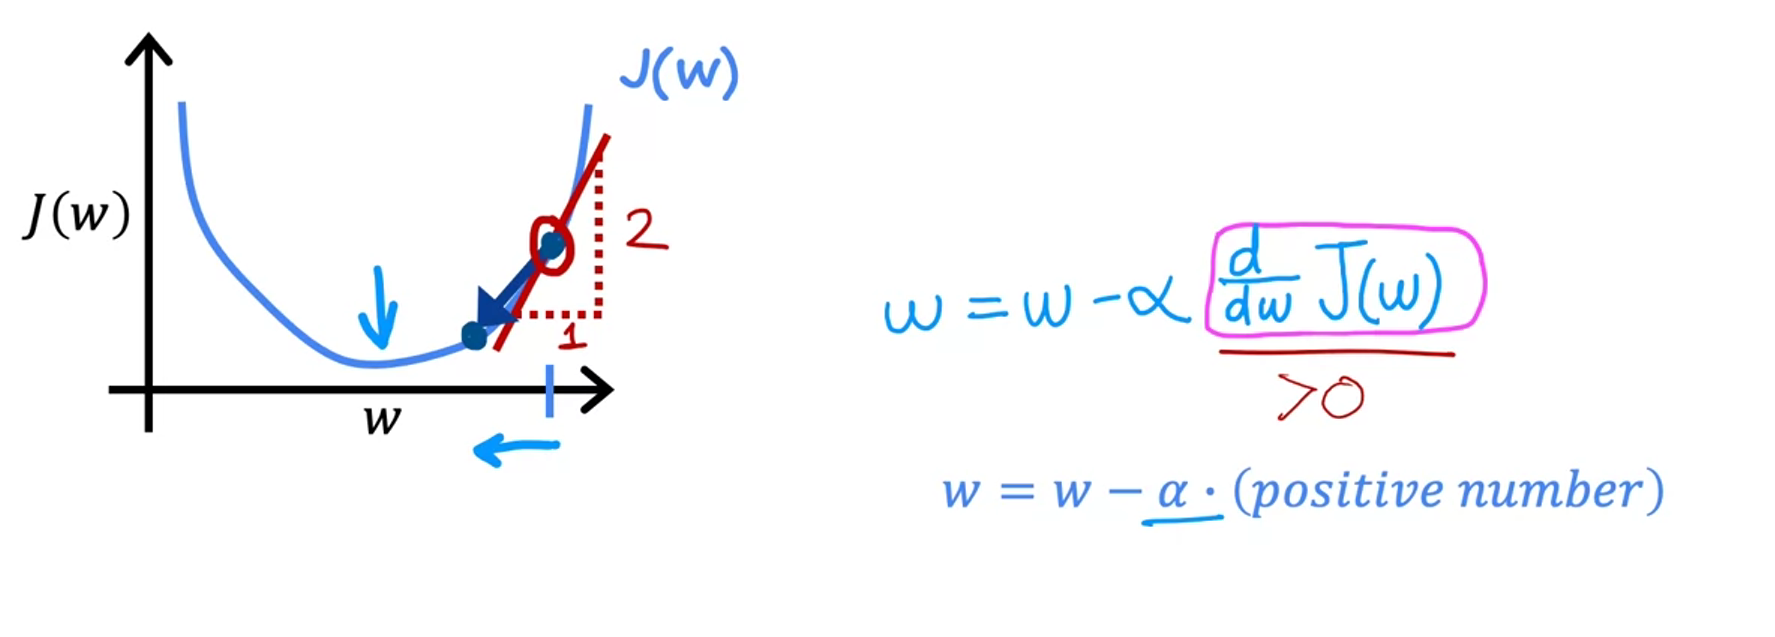 J(w)
J(w)
2
1
w
w = w - α d/dw J(w)
>0
w = w − α · (positive number)